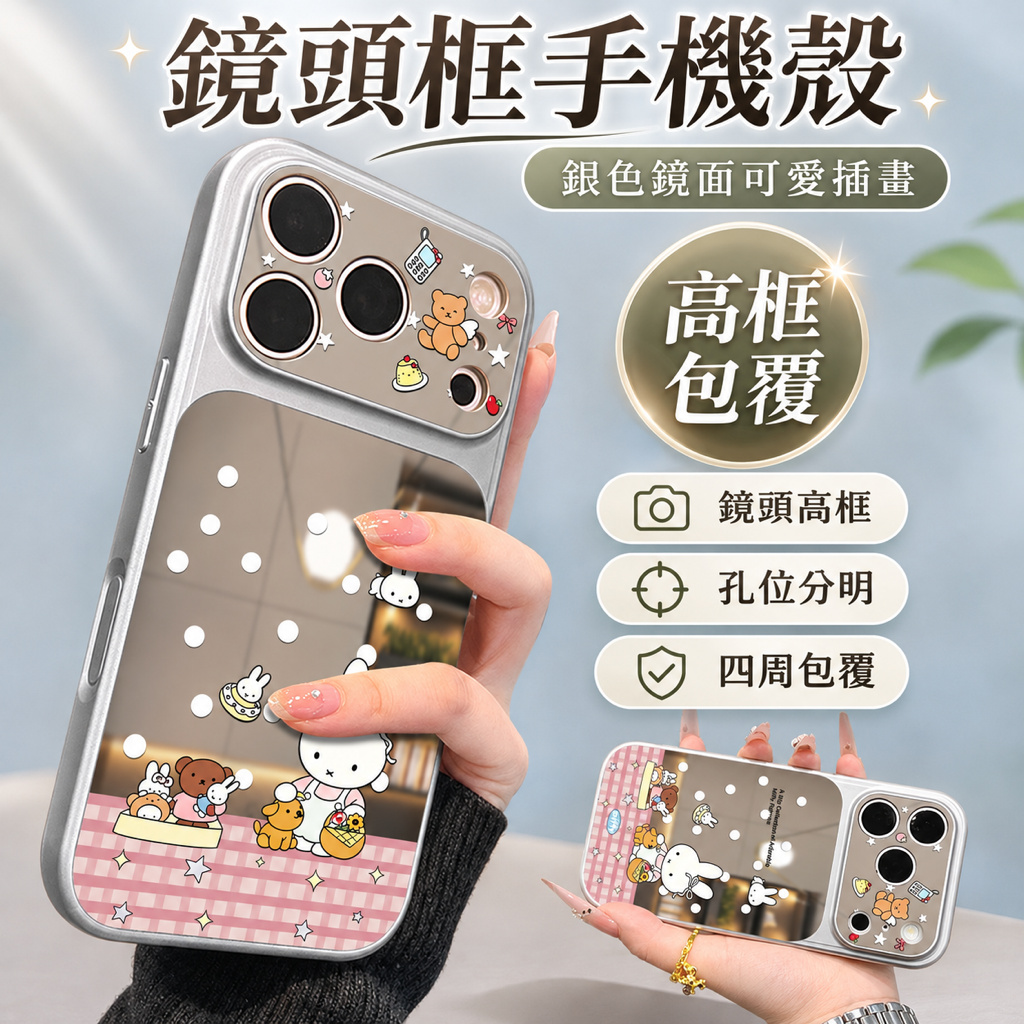 鏡頭框手機殼
銀色鏡面可愛插畫
高框
包覆
鏡頭高框
孔位分明
四周包覆